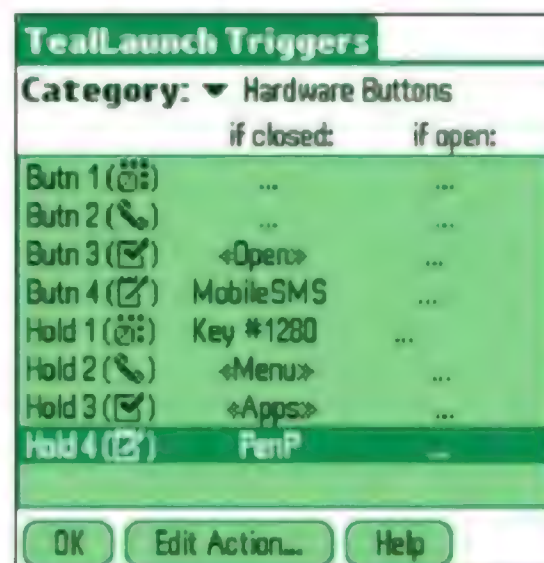 TealLaunch Triggers
Category: Hardware Buttons
if closed: if open:
Butn 1 ( ) ... ...
Butn 2 ( ) ... ...
Butn 3 ( ) «Open» ...
Butn 4 ( ) MobileSMS ...
Hold 1 ( ) Key #1280 ...
Hold 2 ( ) «Menu» ...
Hold 3 ( ) «Apps» ...
Hold 4 ( ) PenP ...
OK Edit Action... Help